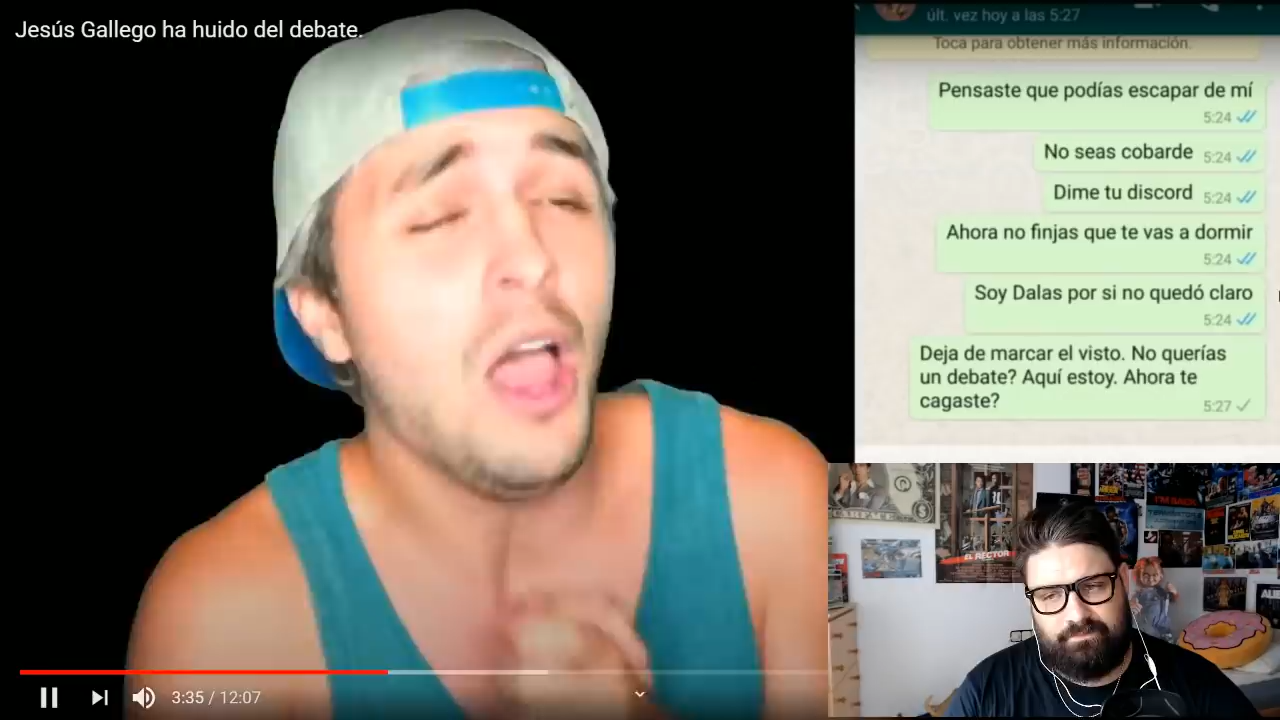 Jesús Gallego ha huido del debate.
últ. vez hoy a las 5:27
Toca para obtener más información.
Pensaste que podías escapar de mí
5:24
No seas cobarde 5:24
Dime tu discord 5:24
Ahora no finjas que te vas a dormir
5:24
Soy Dalas por si no quedó claro
5:24
Deja de marcar el visto. No querías
un debate? Aquí estoy. Ahora te
cagaste?
5:27
SCARFACE
EL RECTOR
I'M BACK
3:35 / 12:07